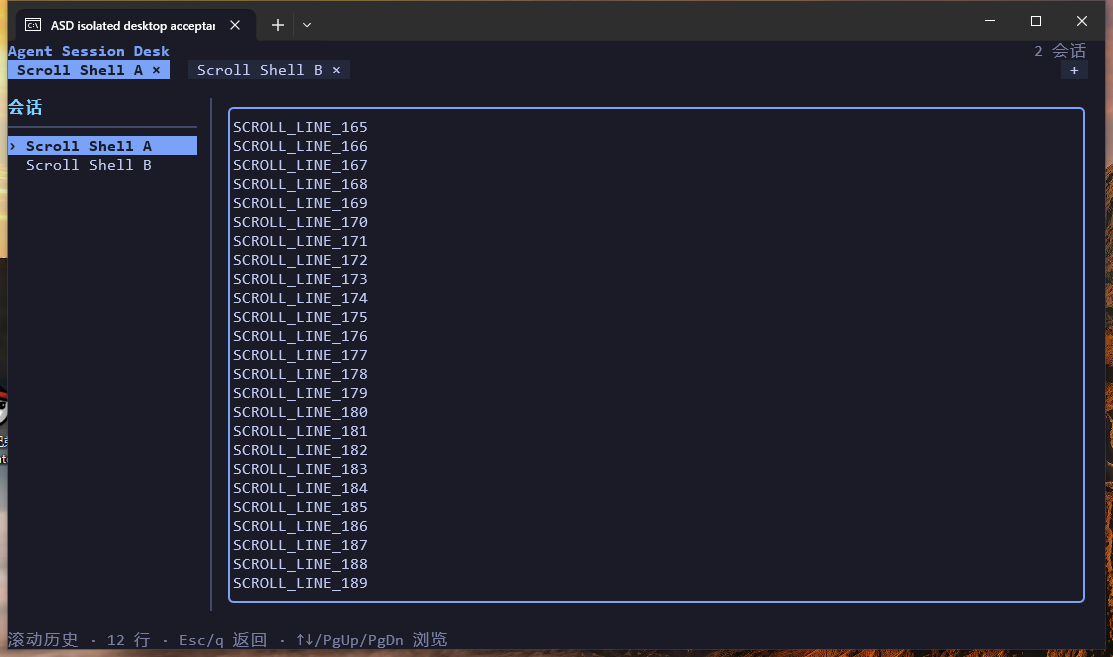 ASD isolated desktop acceptar
Agent Session Desk
2 会话
Scroll Shell A ×
Scroll Shell B ×
+
会话
› Scroll Shell A
Scroll Shell B
SCROLL_LINE_165
SCROLL_LINE_166
SCROLL_LINE_167
SCROLL_LINE_168
SCROLL_LINE_169
SCROLL_LINE_170
SCROLL_LINE_171
SCROLL_LINE_172
SCROLL_LINE_173
SCROLL_LINE_174
SCROLL_LINE_175
SCROLL_LINE_176
SCROLL_LINE_177
SCROLL_LINE_178
SCROLL_LINE_179
SCROLL_LINE_180
SCROLL_LINE_181
SCROLL_LINE_182
SCROLL_LINE_183
SCROLL_LINE_184
SCROLL_LINE_185
SCROLL_LINE_186
SCROLL_LINE_187
SCROLL_LINE_188
SCROLL_LINE_189
滚动历史 · 12 行 · Esc/q 返回 · ↑↓/PgUp/PgDn 浏览